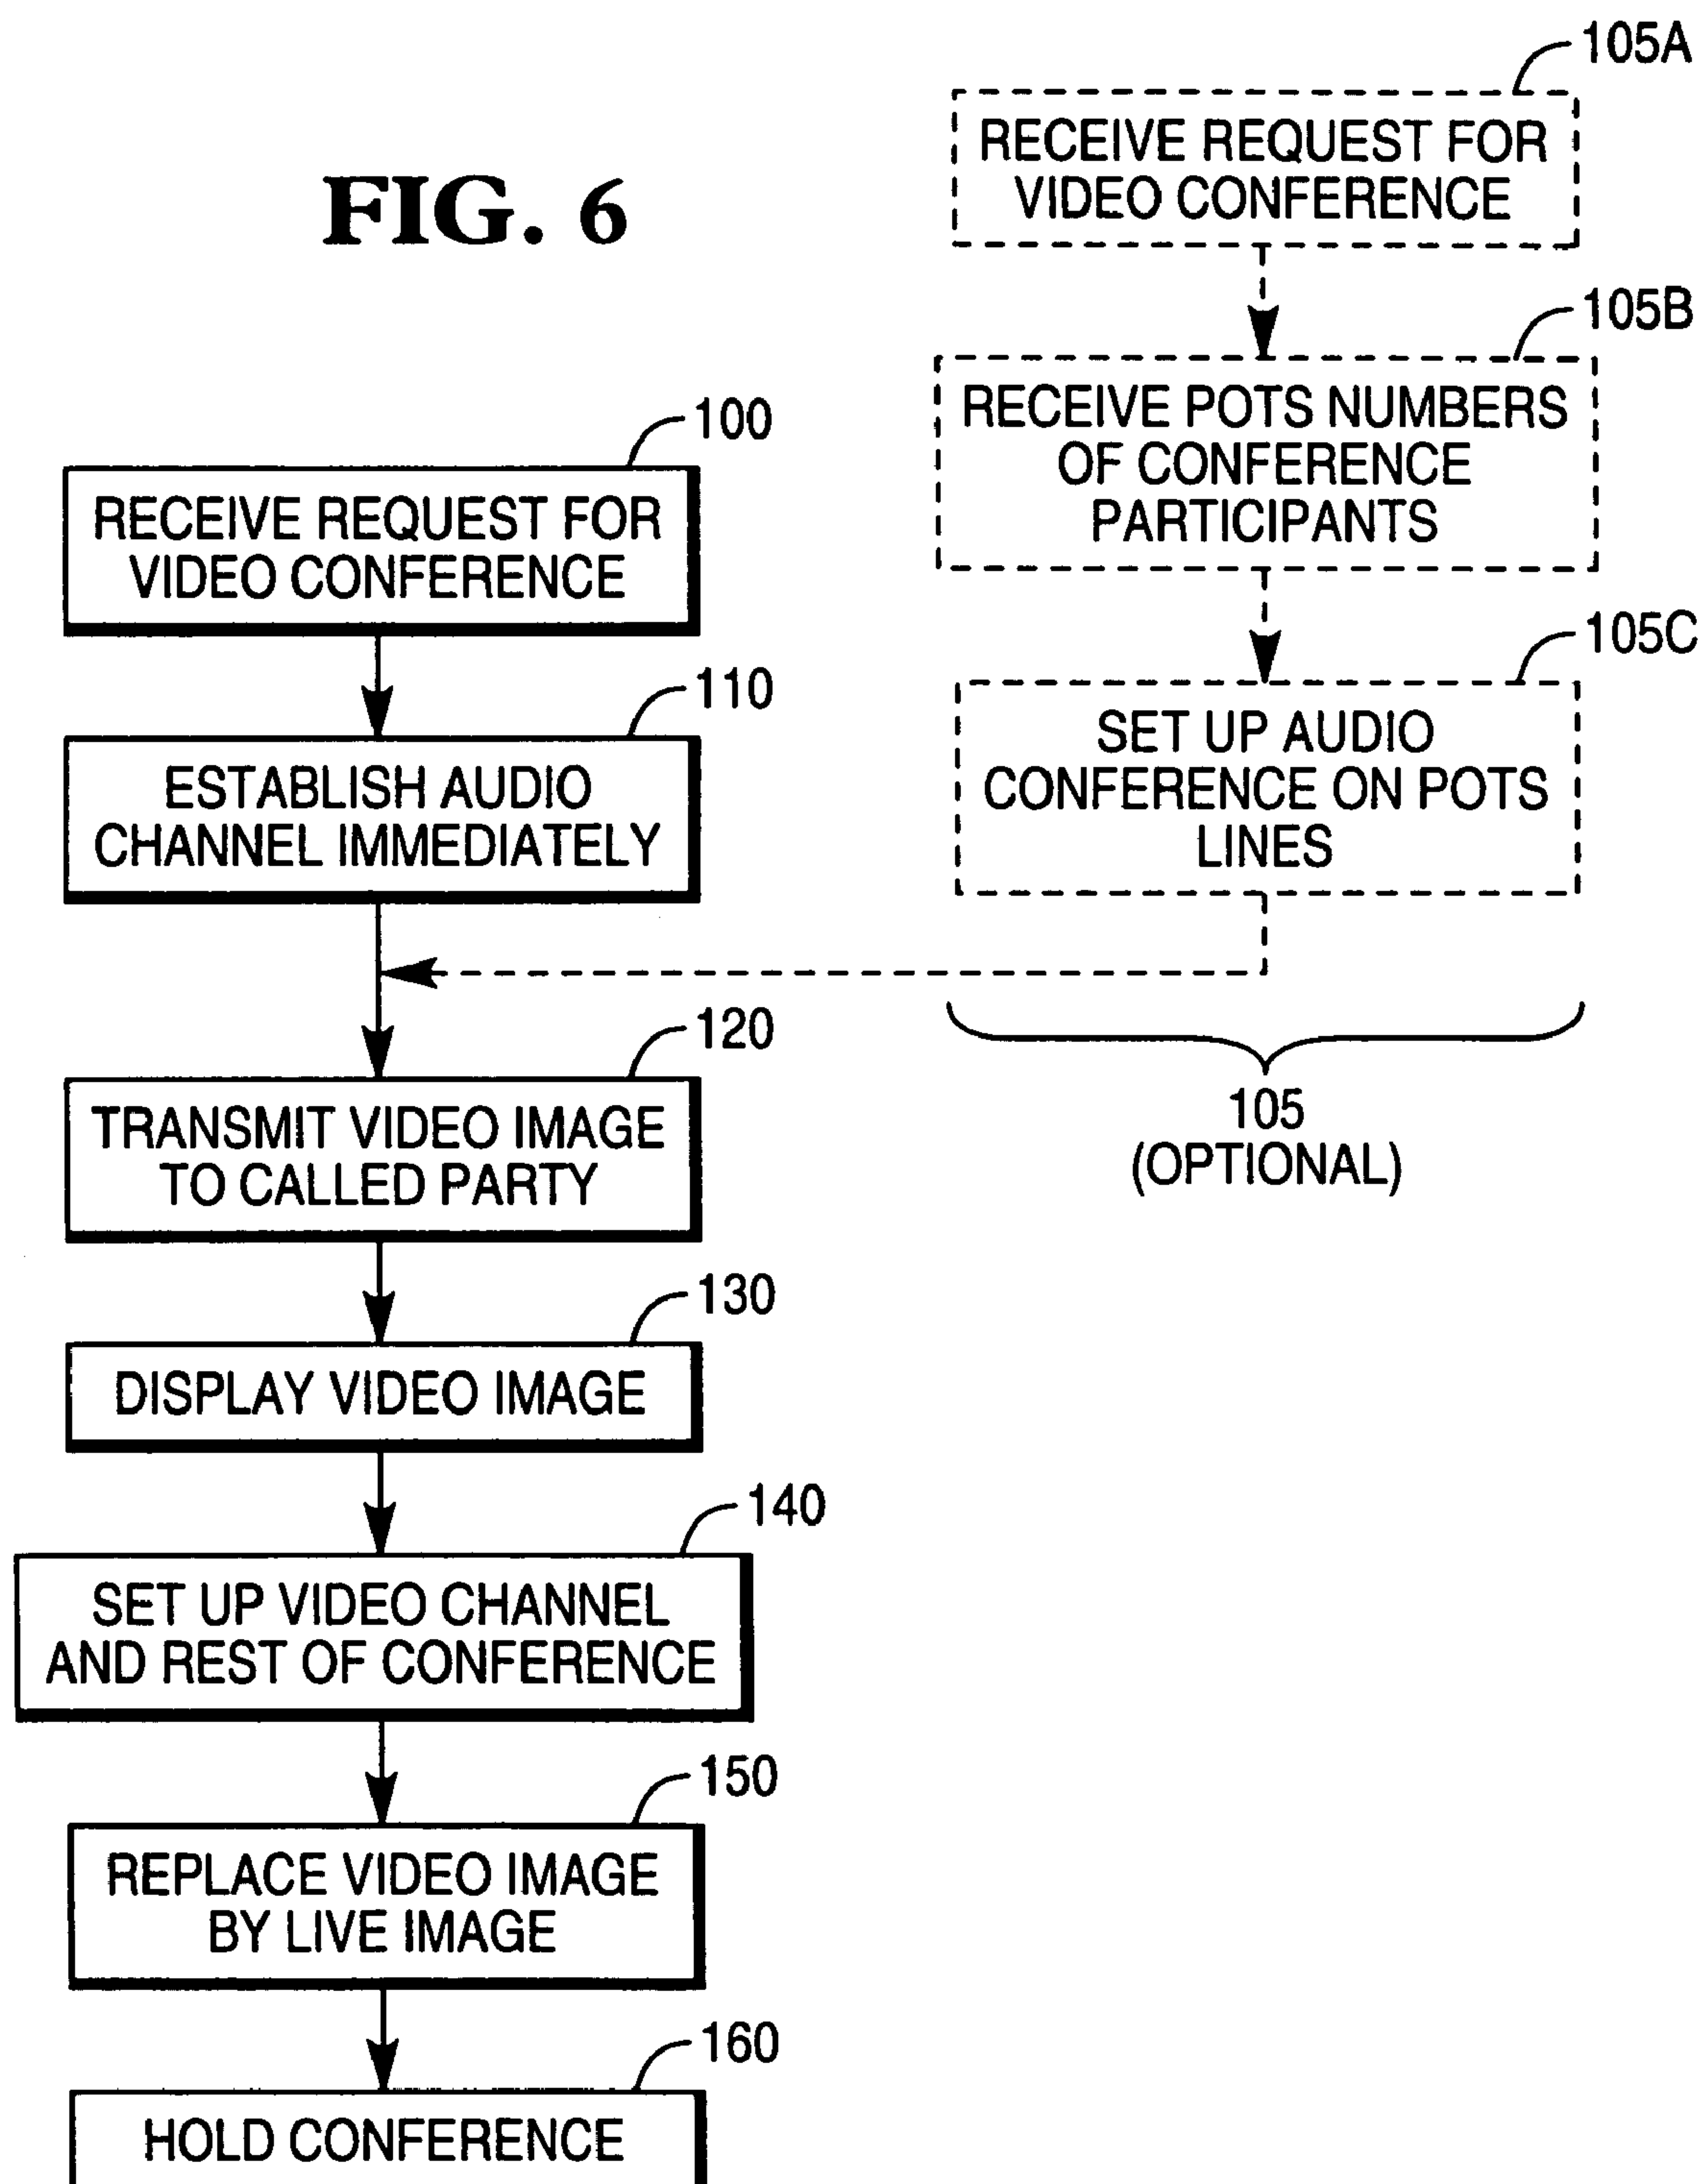 FIG. 6
105A
RECEIVE REQUEST FOR
VIDEO CONFERENCE
105B
RECEIVE POTS NUMBERS
OF CONFERENCE
PARTICIPANTS
105C
SET UP AUDIO
CONFERENCE ON POTS
LINES
105
(OPTIONAL)
100
RECEIVE REQUEST FOR
VIDEO CONFERENCE
110
ESTABLISH AUDIO
CHANNEL IMMEDIATELY
120
TRANSMIT VIDEO IMAGE
TO CALLED PARTY
130
DISPLAY VIDEO IMAGE
140
SET UP VIDEO CHANNEL
AND REST OF CONFERENCE
150
REPLACE VIDEO IMAGE
BY LIVE IMAGE
160
HOLD CONFERENCE